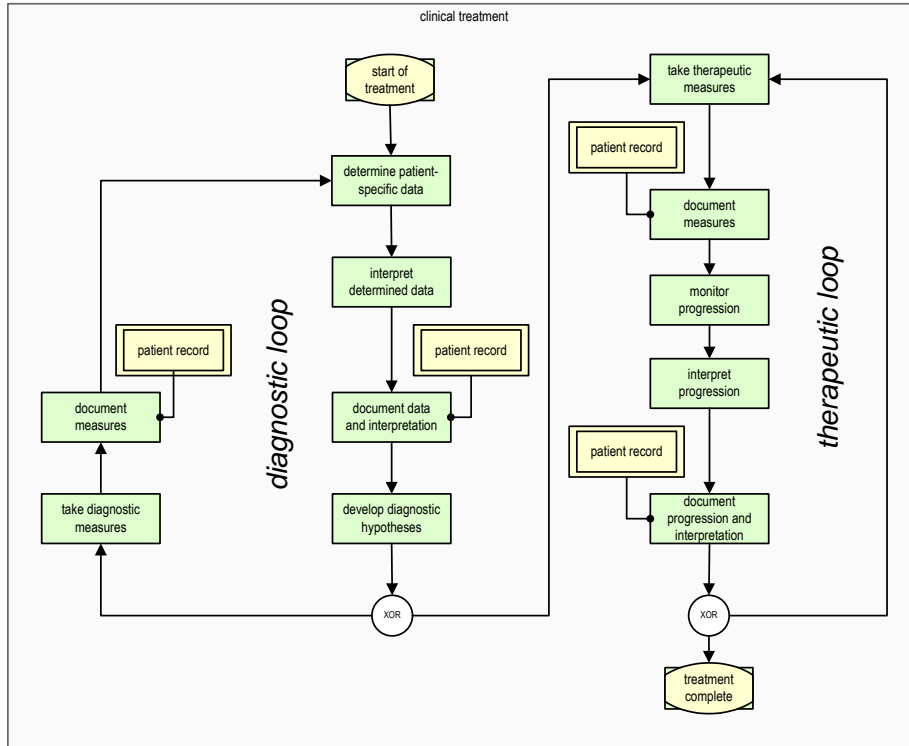 clinical treatment
start of
treatment
determine patient-
specific data
interpret
determined data
diagnostic loop
patient record
patient record
document
measures
document data
and interpretation
take diagnostic
measures
develop diagnostic
hypotheses
XOR
take therapeutic
measures
patient record
document
measures
monitor
progression
therapeutic loop
interpret
progression
patient record
document
progression and
interpretation
XOR
treatment
complete